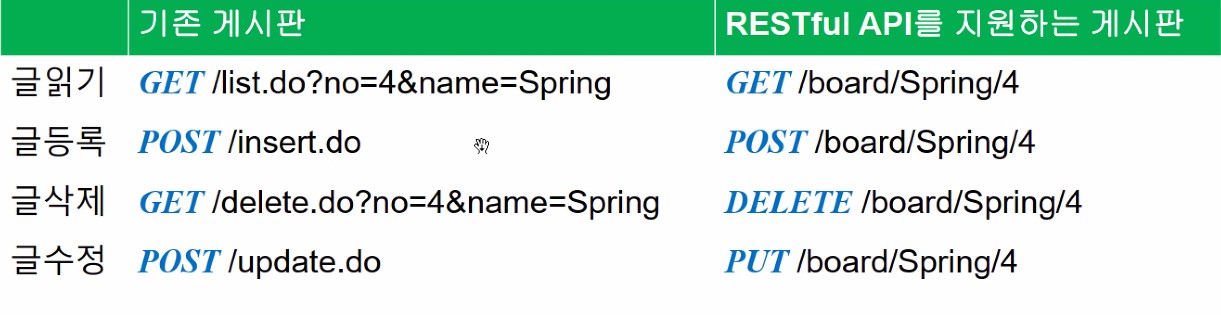 기존 게시판 RESTful API를 지원하는 게시판
글읽기 GET /list.do?no=4&name=Spring GET /board/Spring/4
글등록 POST /insert.do POST /board/Spring/4
글삭제 GET /delete.do?no=4&name=Spring DELETE /board/Spring/4
글수정 POST /update.do PUT /board/Spring/4